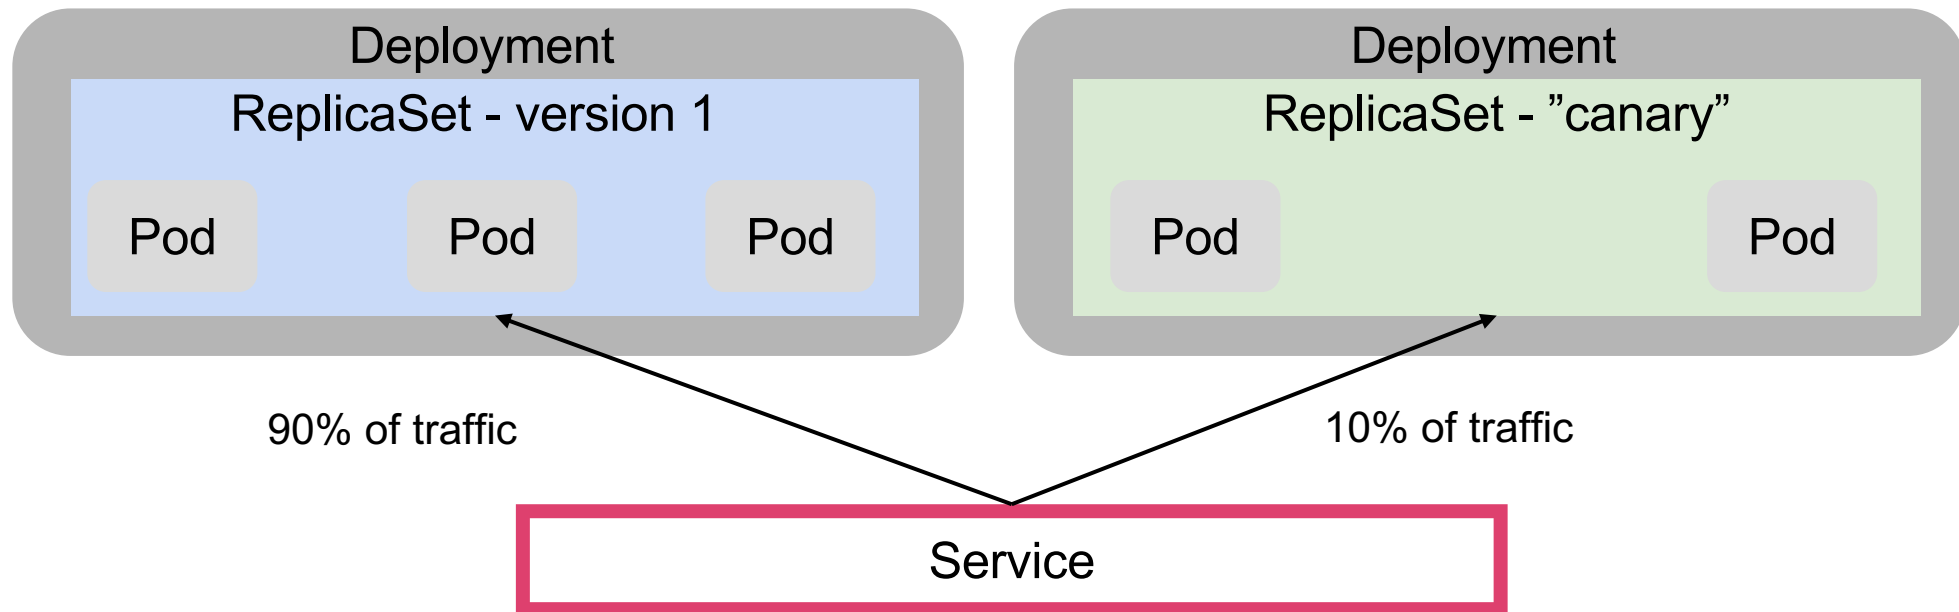 Deployment
ReplicaSet - version 1
Pod Pod Pod
Deployment
ReplicaSet - ”canary”
Pod Pod
90% of traffic
10% of traffic
Service